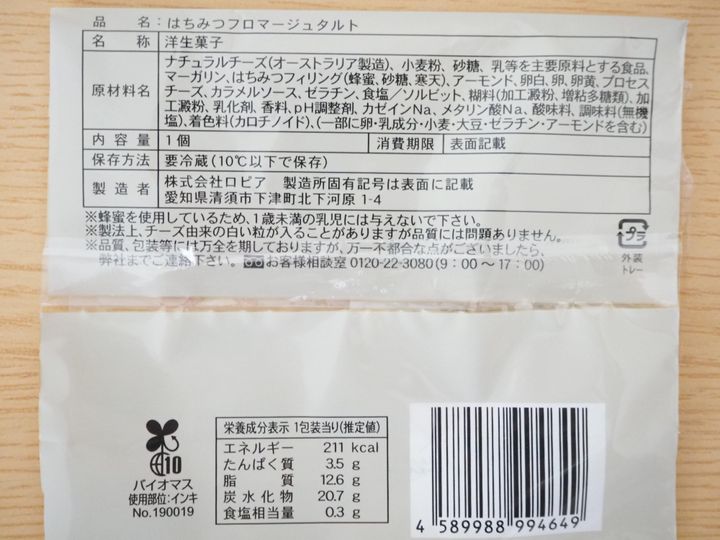 品名:はちみつフロマージュタルト
名称 洋生菓子
原材料名 ナチュラルチーズ(オーストラリア製造)、小麦粉、砂糖、乳等を主要原料とする食品、
マーガリン、はちみつフィリング(蜂蜜、砂糖、寒天)、アーモンド、卵白、卵、卵黄、プロセス
チーズ、カラメルソース、ゼラチン、食塩／ソルビット、糊料(加工澱粉、増粘多糖類)、加
工澱粉、乳化剤、香料、pH調整剤、カゼインNa、メタリン酸Na、酸味料、調味料(無機
塩)、着色料(カロチノイド)、(一部に卵・乳成分・小麦・大豆・ゼラチン・アーモンドを含む)
内容量 1個 消費期限 表面記載
保存方法 要冷蔵(10℃以下で保存)
製造者 株式会社ロピア 製造所固有記号は表面に記載
愛知県清須市下津町北下河原1-4
※蜂蜜を使用しているため、1歳未満の乳児には与えないで下さい。
※製法上、チーズ由来の白い粒が入ることがありますが品質には問題ありません。
※品質、包装等には万全を期しておりますが、万一不都合な点がございましたら、
弊社までご連絡下さい。お客様相談室0120-22-3080(9:00〜17:00)
プラ
外装
トレー
10
バイオマス
使用部位:インキ
No.190019
栄養成分表示 1包装当り(推定値)
エネルギー 211 kcal
たんぱく質 3.5 g
脂質 12.6 g
炭水化物 20.7 g
食塩相当量 0.3 g
4 589988 994649